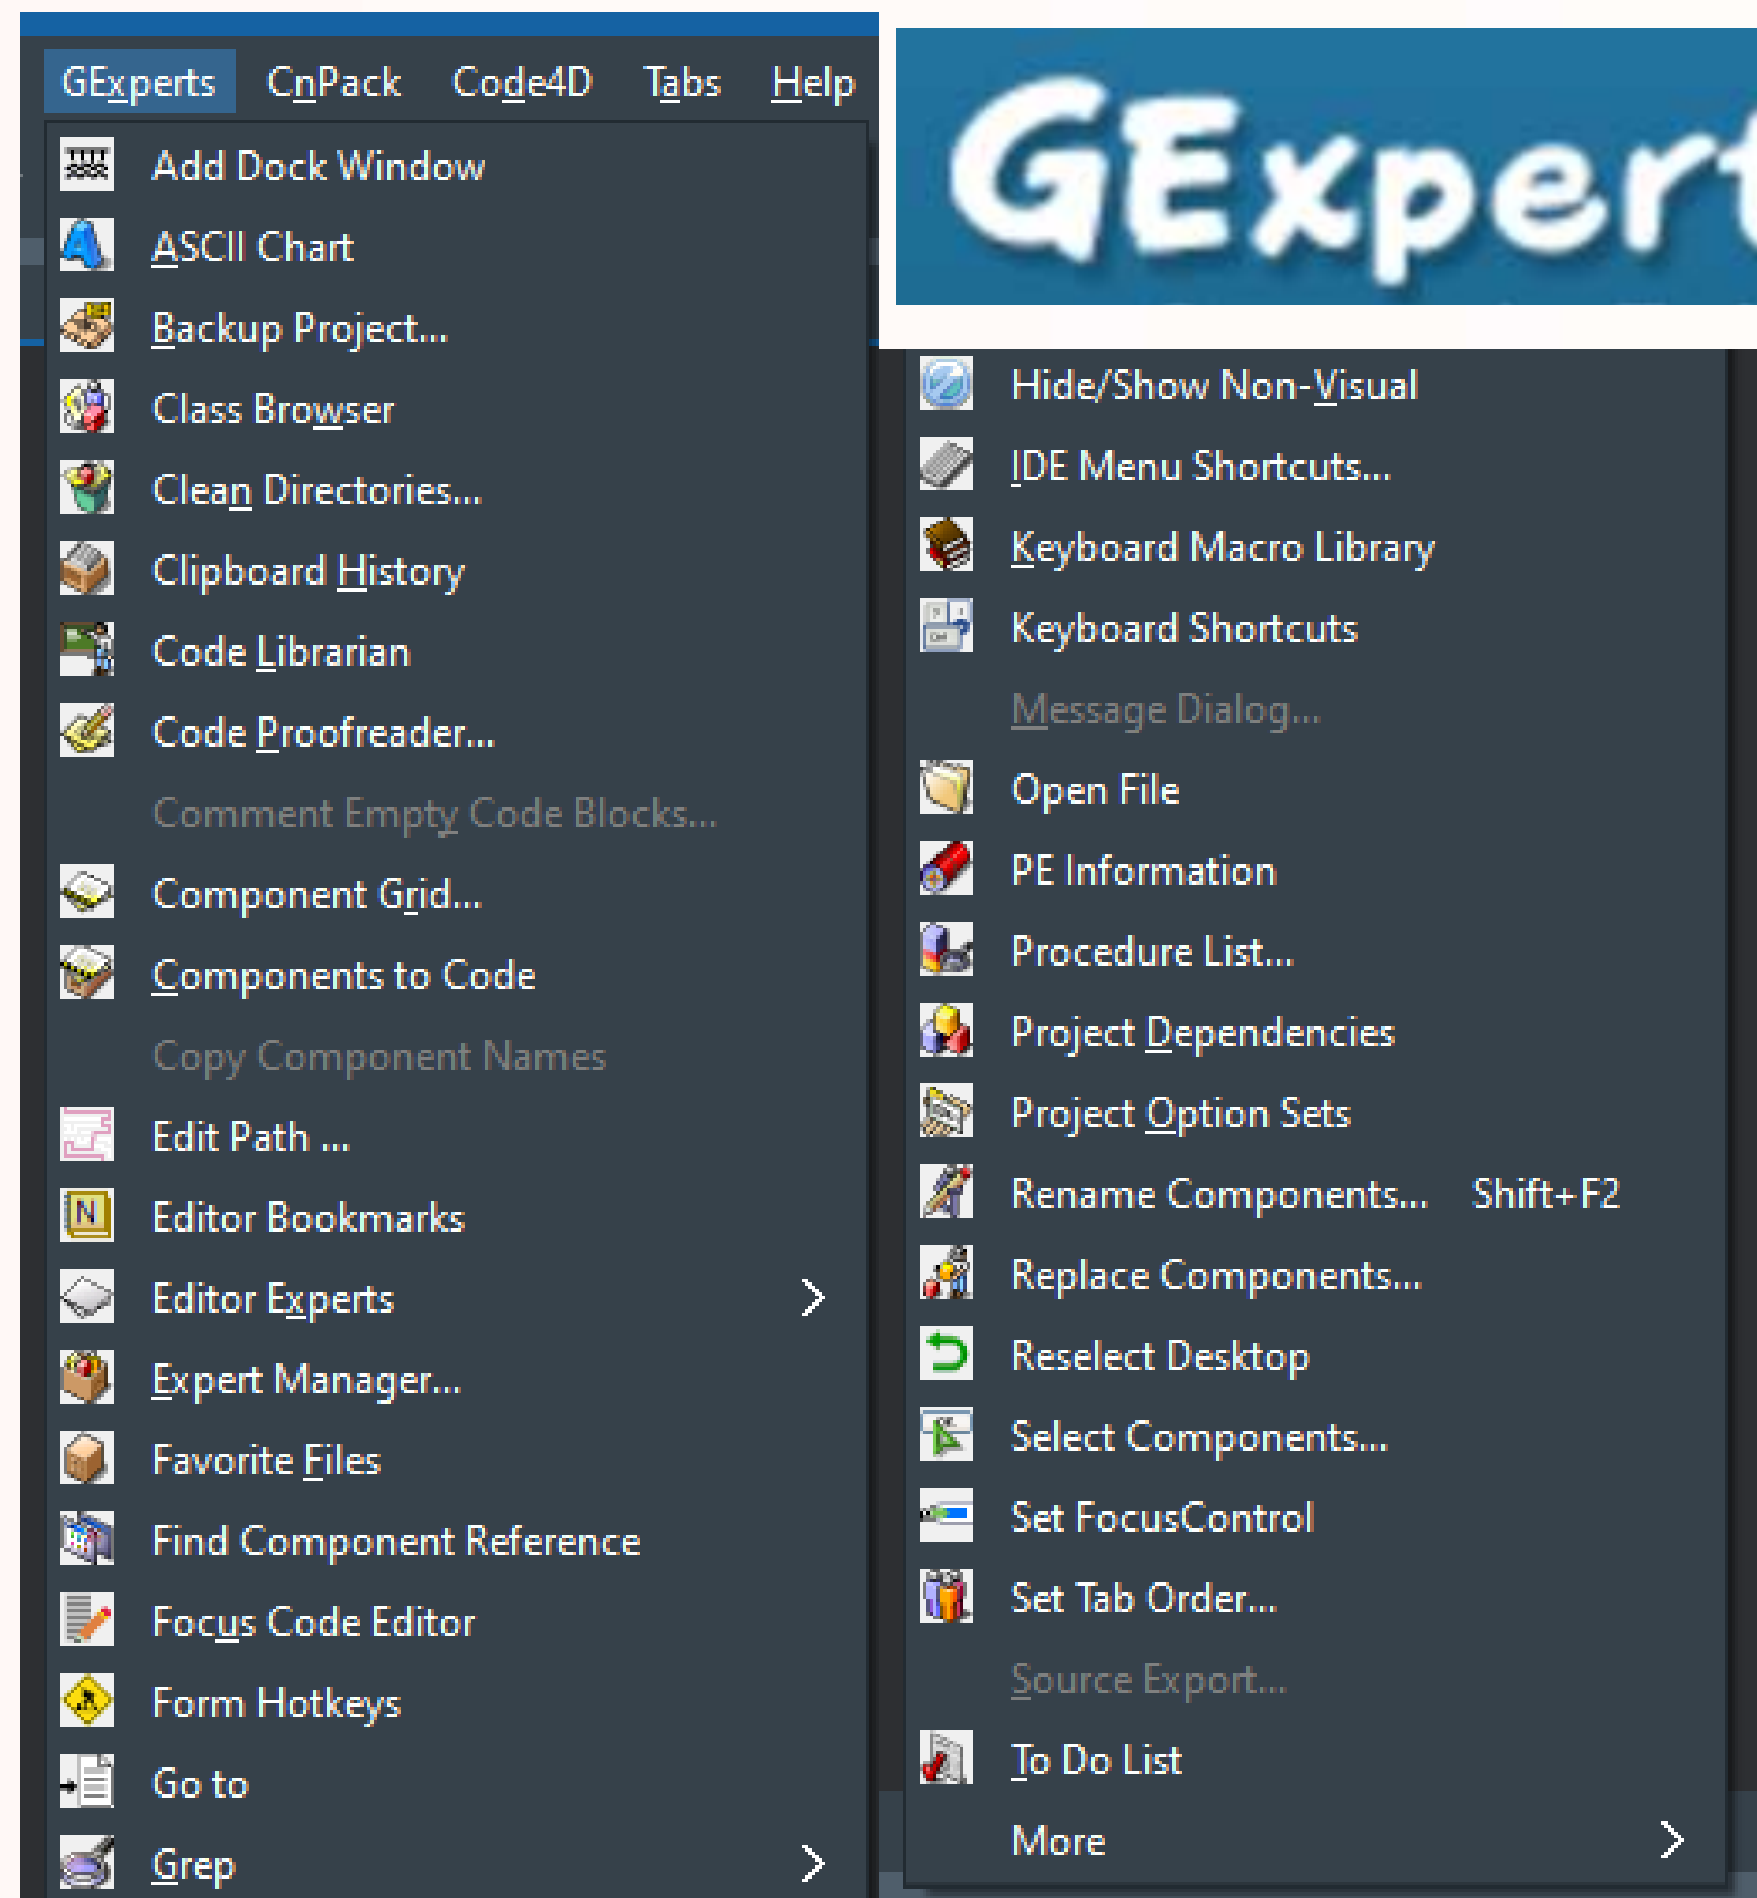 GExperts CnPack Code4D Tabs Help
Add Dock Window
ASCII Chart
Backup Project...
Class Browser
Clean Directories...
Clipboard History
Code Librarian
Code Proofreader...
Comment Empty Code Blocks...
Component Grid...
Components to Code
Copy Component Names
Edit Path ...
Editor Bookmarks
Editor Experts
Expert Manager...
Favorite Files
Find Component Reference
Focus Code Editor
Form Hotkeys
Go to
Grep
GExpert
Hide/Show Non-Visual
IDE Menu Shortcuts...
Keyboard Macro Library
Keyboard Shortcuts
Message Dialog...
Open File
PE Information
Procedure List...
Project Dependencies
Project Option Sets
Rename Components... Shift+F2
Replace Components...
Reselect Desktop
Select Components...
Set FocusControl
Set Tab Order...
Source Export...
To Do List
More